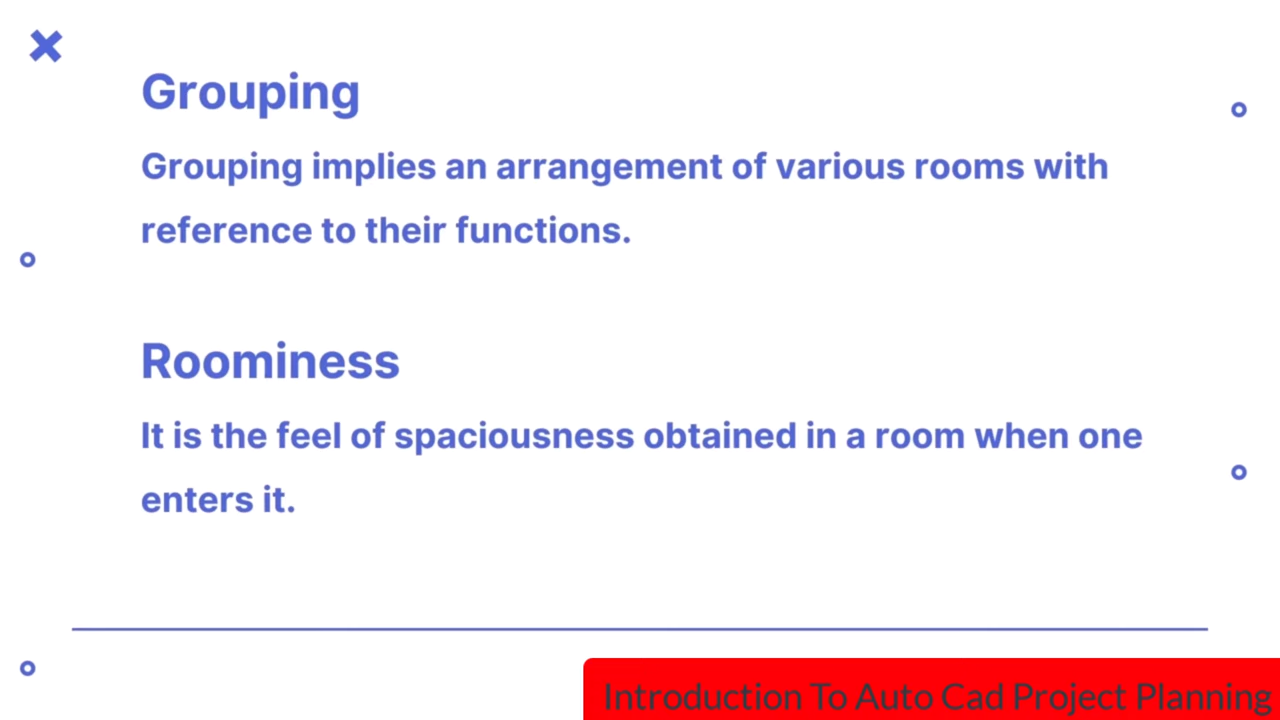 Grouping
Grouping implies an arrangement of various rooms with
reference to their functions.
Roominess
It is the feel of spaciousness obtained in a room when one
enters it.
Introduction To Auto Cad Project Planning